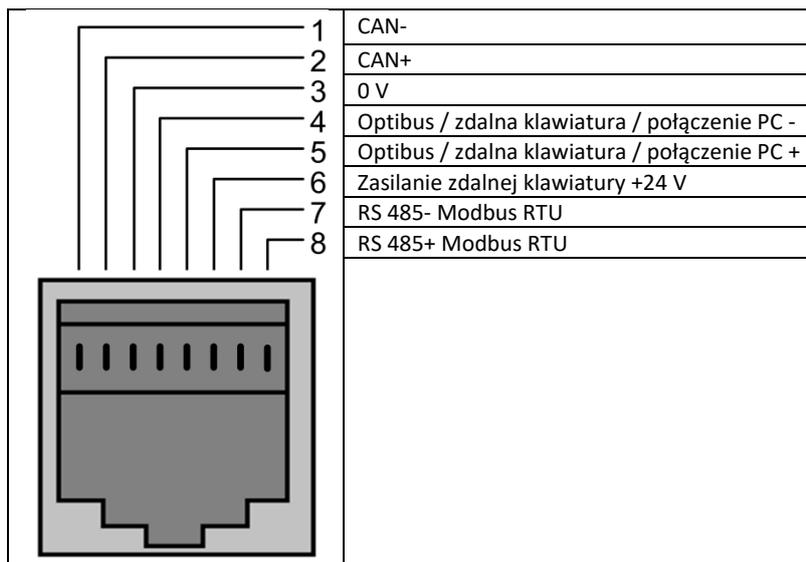 1 CAN-
2 CAN+
3 0 V
4 Optibus / zdalna klawiatura / połączenie PC -
5 Optibus / zdalna klawiatura / połączenie PC +
6 Zasilanie zdalnej klawiatury +24 V
7 RS 485- Modbus RTU
8 RS 485+ Modbus RTU